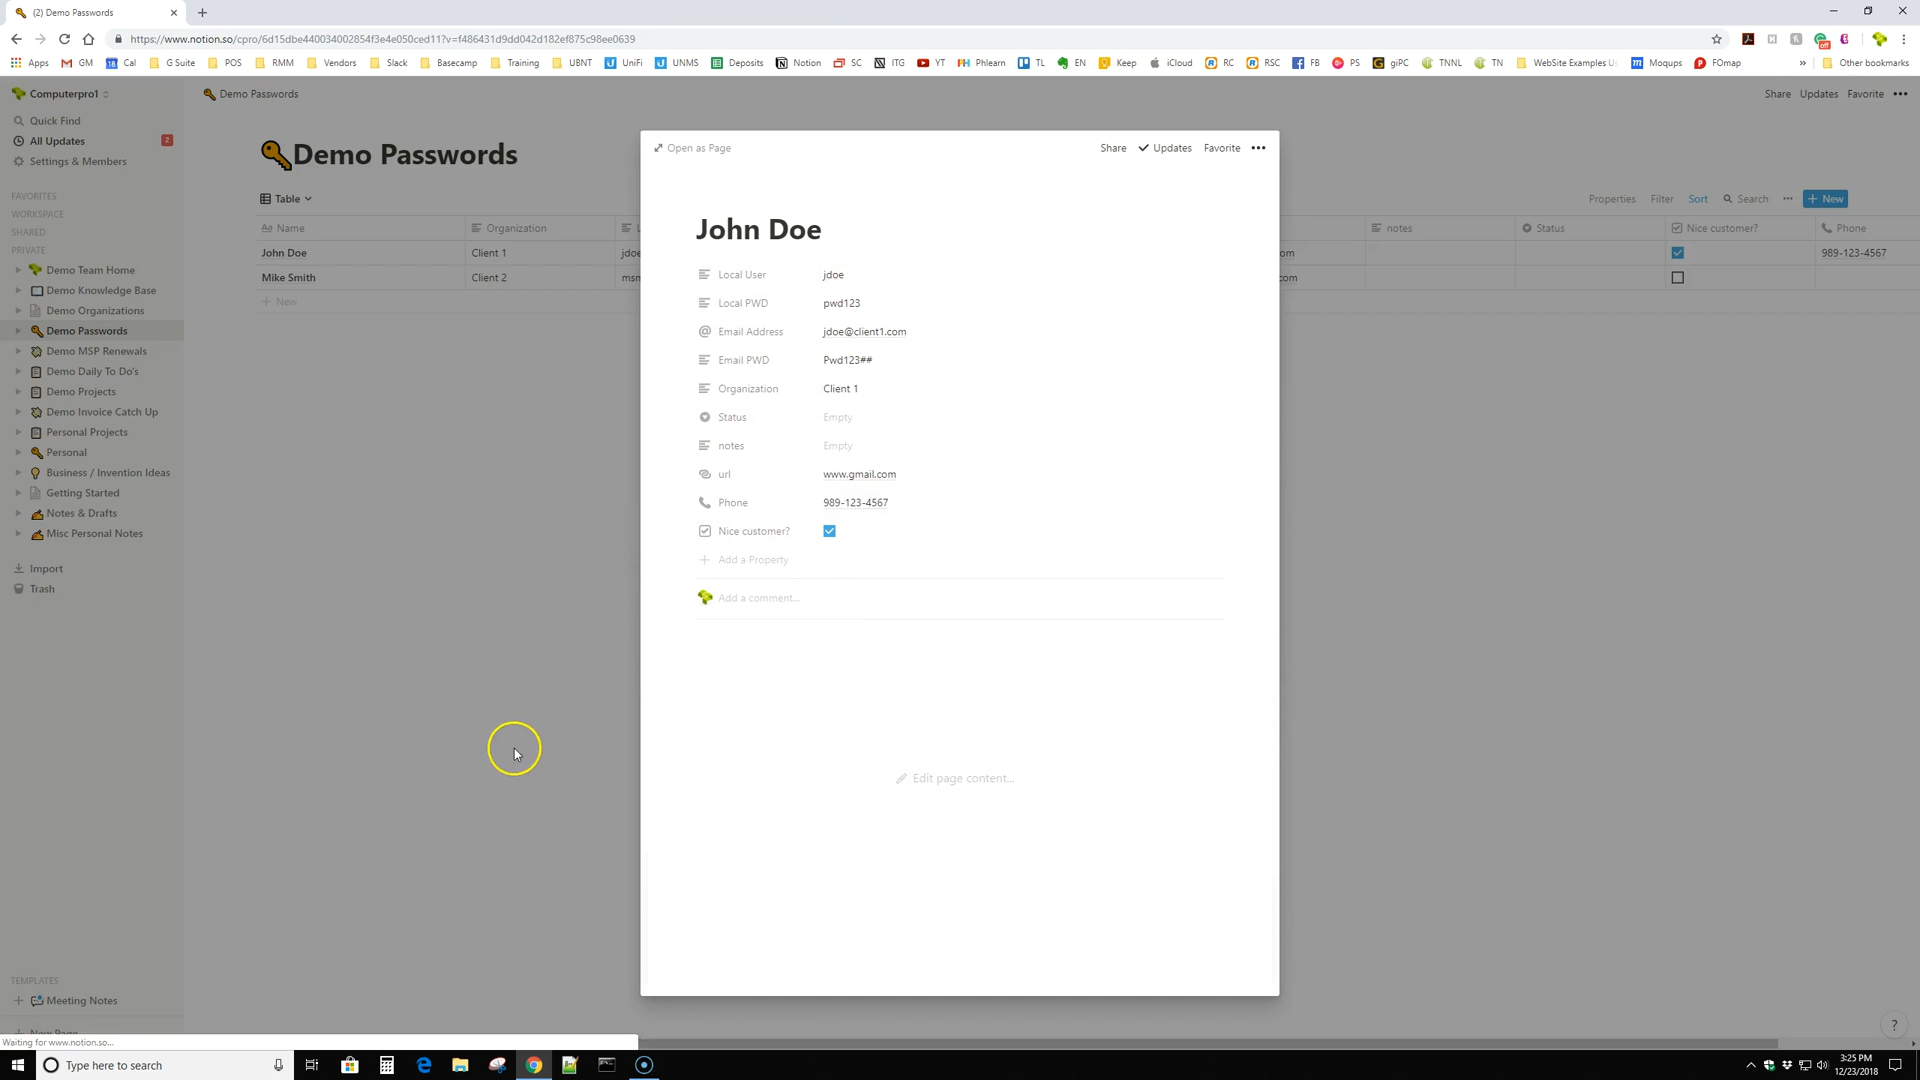 (2) Demo Passwords
https://www.notion.so/cpro/6d15dbe440034002854f3e4e050ced11?v=f486431d9dd042d182ef875c98ee0639
Apps GM Cal G Suite POS RMM Vendors Slack Basecamp Training UBNT UniFi UNMS Deposits Notion SC ITG YT Phlearn TL EN Keep iCloud RC RSC FB PS giPC TNNL TN WebSite Examples Moqups FOmap » Other bookmarks
Computerpro1
Demo Passwords
Share Updates Favorite •••
Quick Find
All Updates 2
Settings & Members
FAVORITES
WORKSPACE
SHARED
PRIVATE
Demo Team Home
Demo Knowledge Base
Demo Organizations
Demo Passwords
Demo MSP Renewals
Demo Daily To Do's
Demo Projects
Demo Invoice Catch Up
Personal Projects
Personal
Business / Invention Ideas
Getting Started
Notes & Drafts
Misc Personal Notes
Import
Trash
TEMPLATES
Meeting Notes
Demo Passwords
Table
Properties Filter Sort Search ••• New
Aa Name Organization L notes Status Nice customer? Phone
John Doe Client 1 jdoe om 989-123-4567
Mike Smith Client 2 msm com
+ New
Open as Page
Share Updates Favorite •••
John Doe
Local User jdoe
Local PWD pwd123
@ Email Address jdoe@client1.com
Email PWD Pwd123##
Organization Client 1
Status Empty
notes Empty
url www.gmail.com
Phone 989-123-4567
Nice customer?
+ Add a Property
Add a comment...
Edit page content...
?
Waiting for www.notion.so...
Type here to search
3:25 PM
12/23/2018